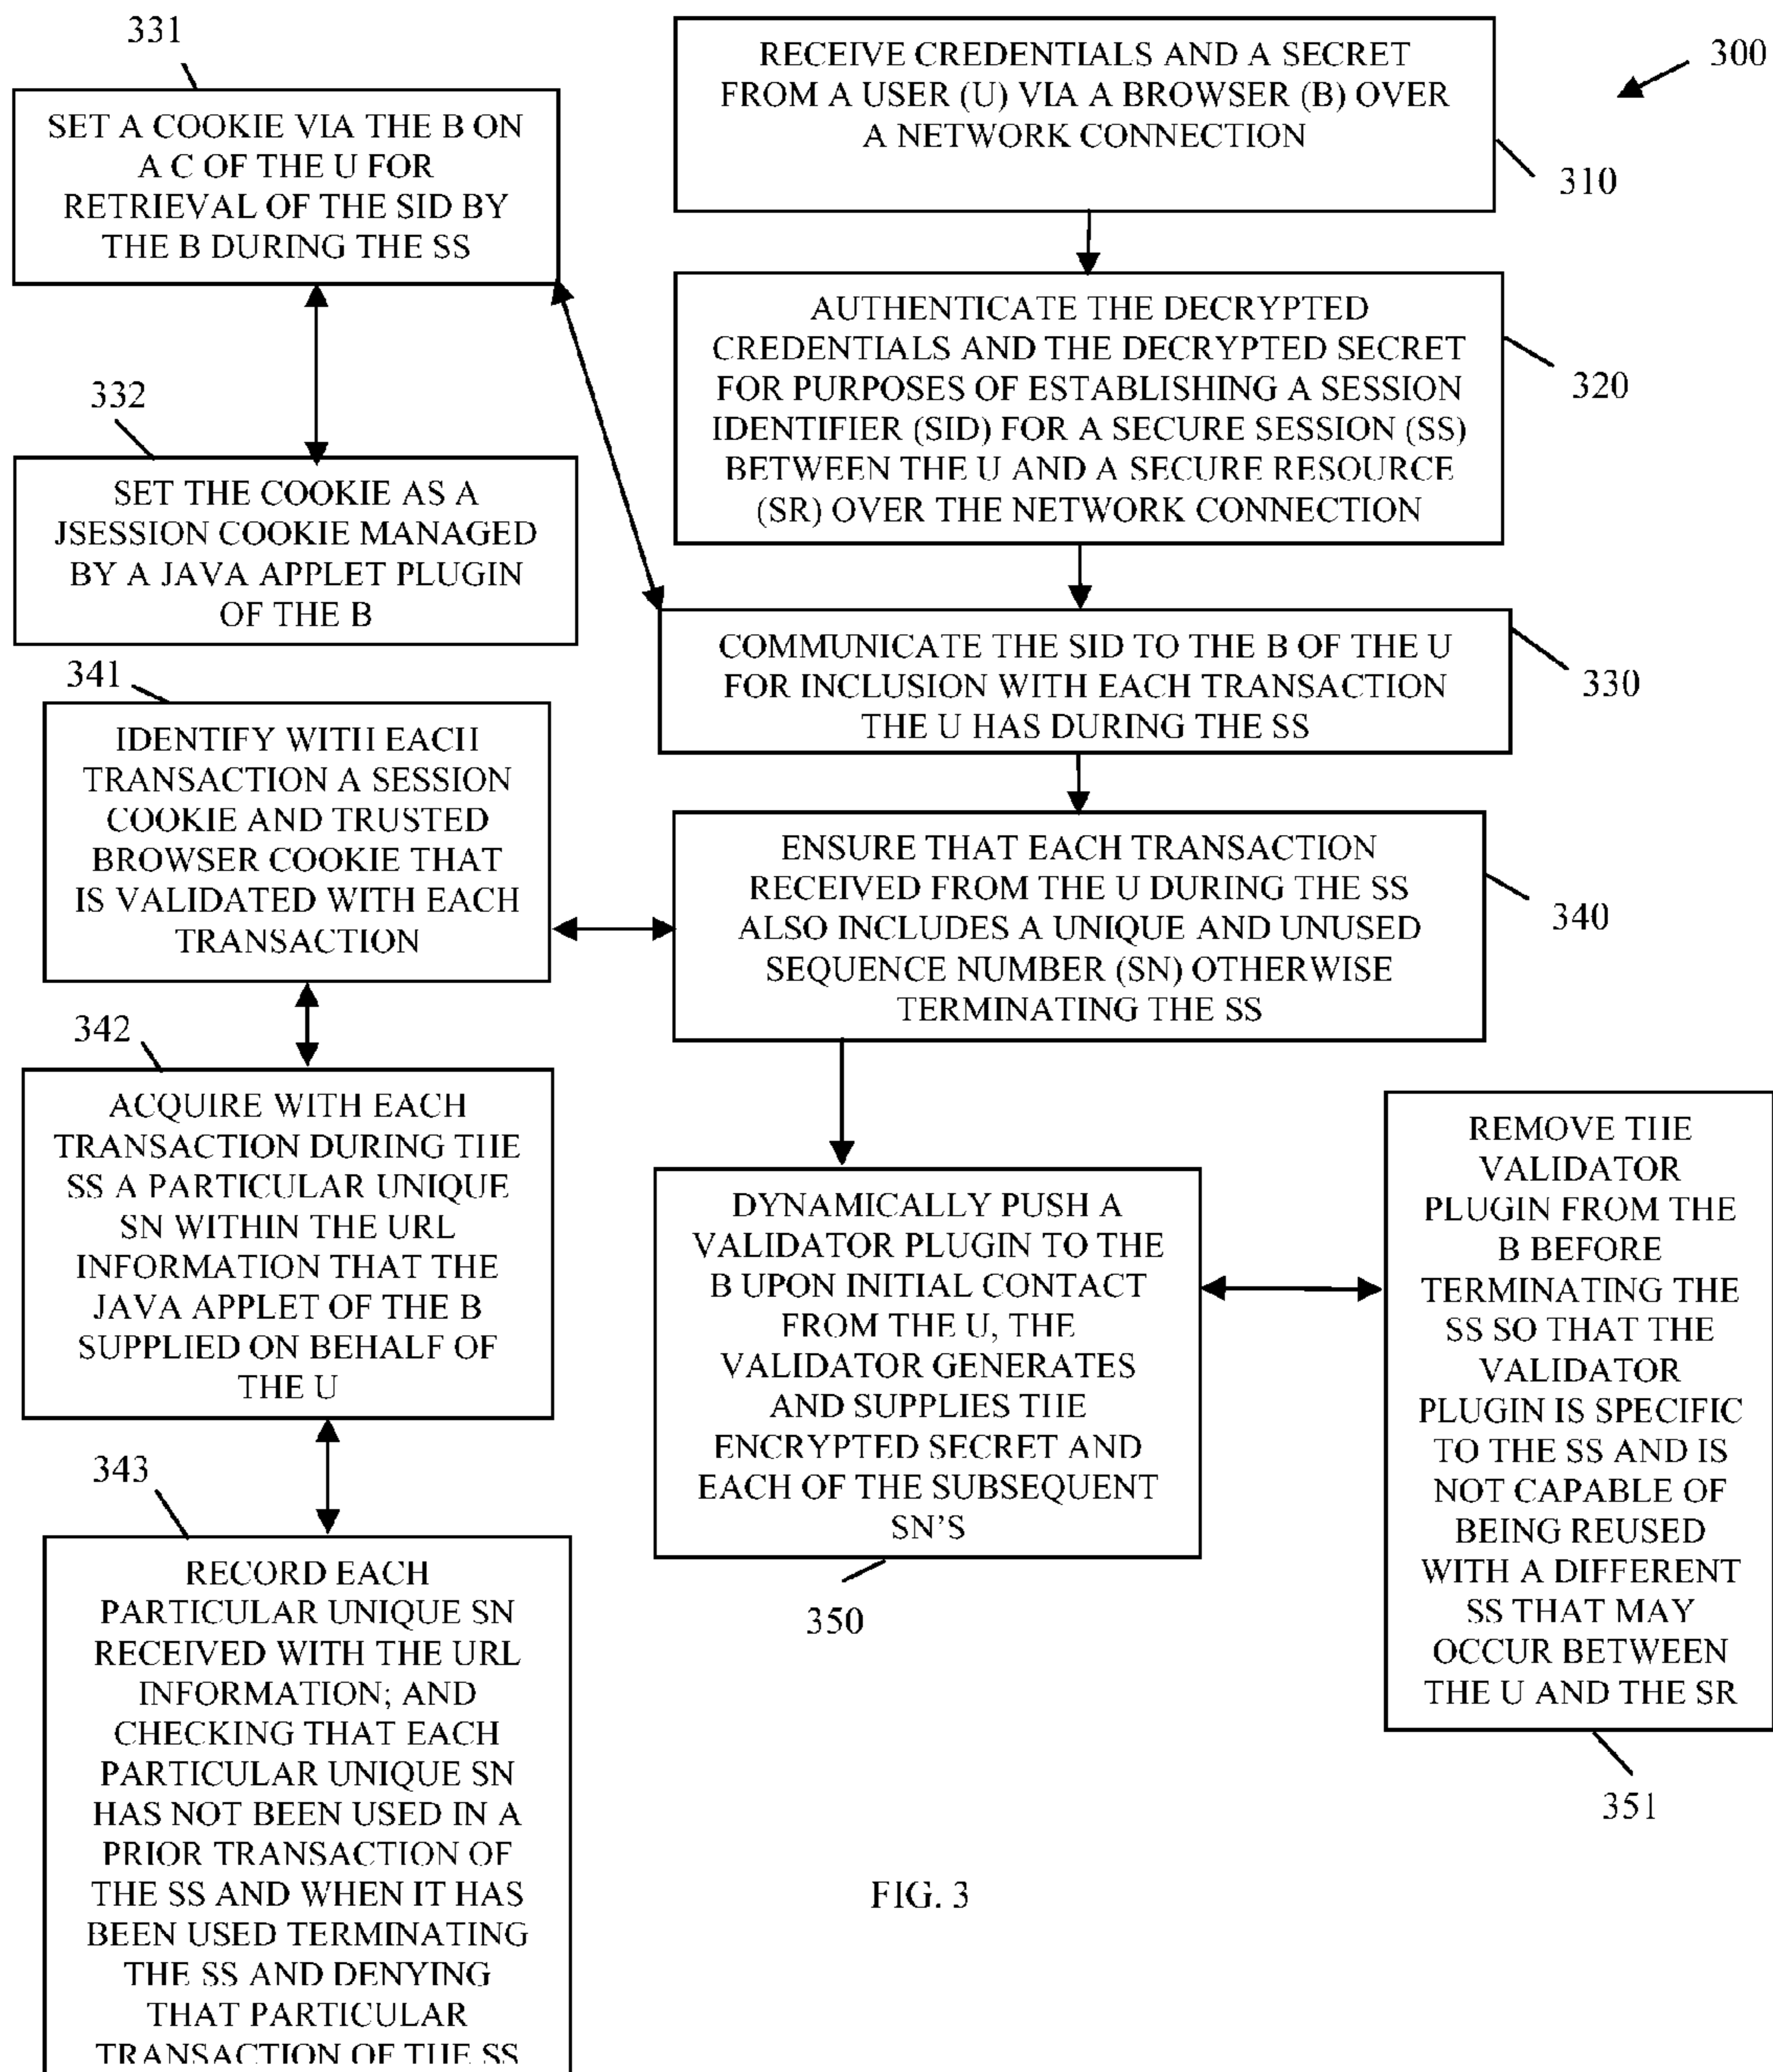 300
RECEIVE CREDENTIALS AND A SECRET
FROM A USER (U) VIA A BROWSER (B) OVER
A NETWORK CONNECTION
310
AUTHENTICATE THE DECRYPTED
CREDENTIALS AND THE DECRYPTED SECRET
FOR PURPOSES OF ESTABLISHING A SESSION
IDENTIFIER (SID) FOR A SECURE SESSION (SS)
BETWEEN THE U AND A SECURE RESOURCE
(SR) OVER THE NETWORK CONNECTION
320
COMMUNICATE THE SID TO THE B OF THE U
FOR INCLUSION WITH EACH TRANSACTION
THE U HAS DURING THE SS
330
331
SET A COOKIE VIA THE B ON
A C OF THE U FOR
RETRIEVAL OF THE SID BY
THE B DURING THE SS
332
SET THE COOKIE AS A
JSESSION COOKIE MANAGED
BY A JAVA APPLET PLUGIN
OF THE B
ENSURE THAT EACH TRANSACTION
RECEIVED FROM THE U DURING THE SS
ALSO INCLUDES A UNIQUE AND UNUSED
SEQUENCE NUMBER (SN) OTHERWISE
TERMINATING THE SS
340
341
IDENTIFY WITH EACH
TRANSACTION A SESSION
COOKIE AND TRUSTED
BROWSER COOKIE THAT
IS VALIDATED WITH EACH
TRANSACTION
342
ACQUIRE WITH EACH
TRANSACTION DURING THE
SS A PARTICULAR UNIQUE
SN WITHIN THE URL
INFORMATION THAT THE
JAVA APPLET OF THE B
SUPPLIED ON BEHALF OF
THE U
343
RECORD EACH
PARTICULAR UNIQUE SN
RECEIVED WITH THE URL
INFORMATION; AND
CHECKING THAT EACH
PARTICULAR UNIQUE SN
HAS NOT BEEN USED IN A
PRIOR TRANSACTION OF
THE SS AND WHEN IT HAS
BEEN USED TERMINATING
THE SS AND DENYING
THAT PARTICULAR
TRANSACTION OF THE SS
DYNAMICALLY PUSH A
VALIDATOR PLUGIN TO THE
B UPON INITIAL CONTACT
FROM THE U, THE
VALIDATOR GENERATES
AND SUPPLIES THE
ENCRYPTED SECRET AND
EACH OF THE SUBSEQUENT
SN'S
350
REMOVE THE
VALIDATOR
PLUGIN FROM THE
B BEFORE
TERMINATING THE
SS SO THAT THE
VALIDATOR
PLUGIN IS SPECIFIC
TO THE SS AND IS
NOT CAPABLE OF
BEING REUSED
WITH A DIFFERENT
SS THAT MAY
OCCUR BETWEEN
THE U AND THE SR
351
FIG. 3